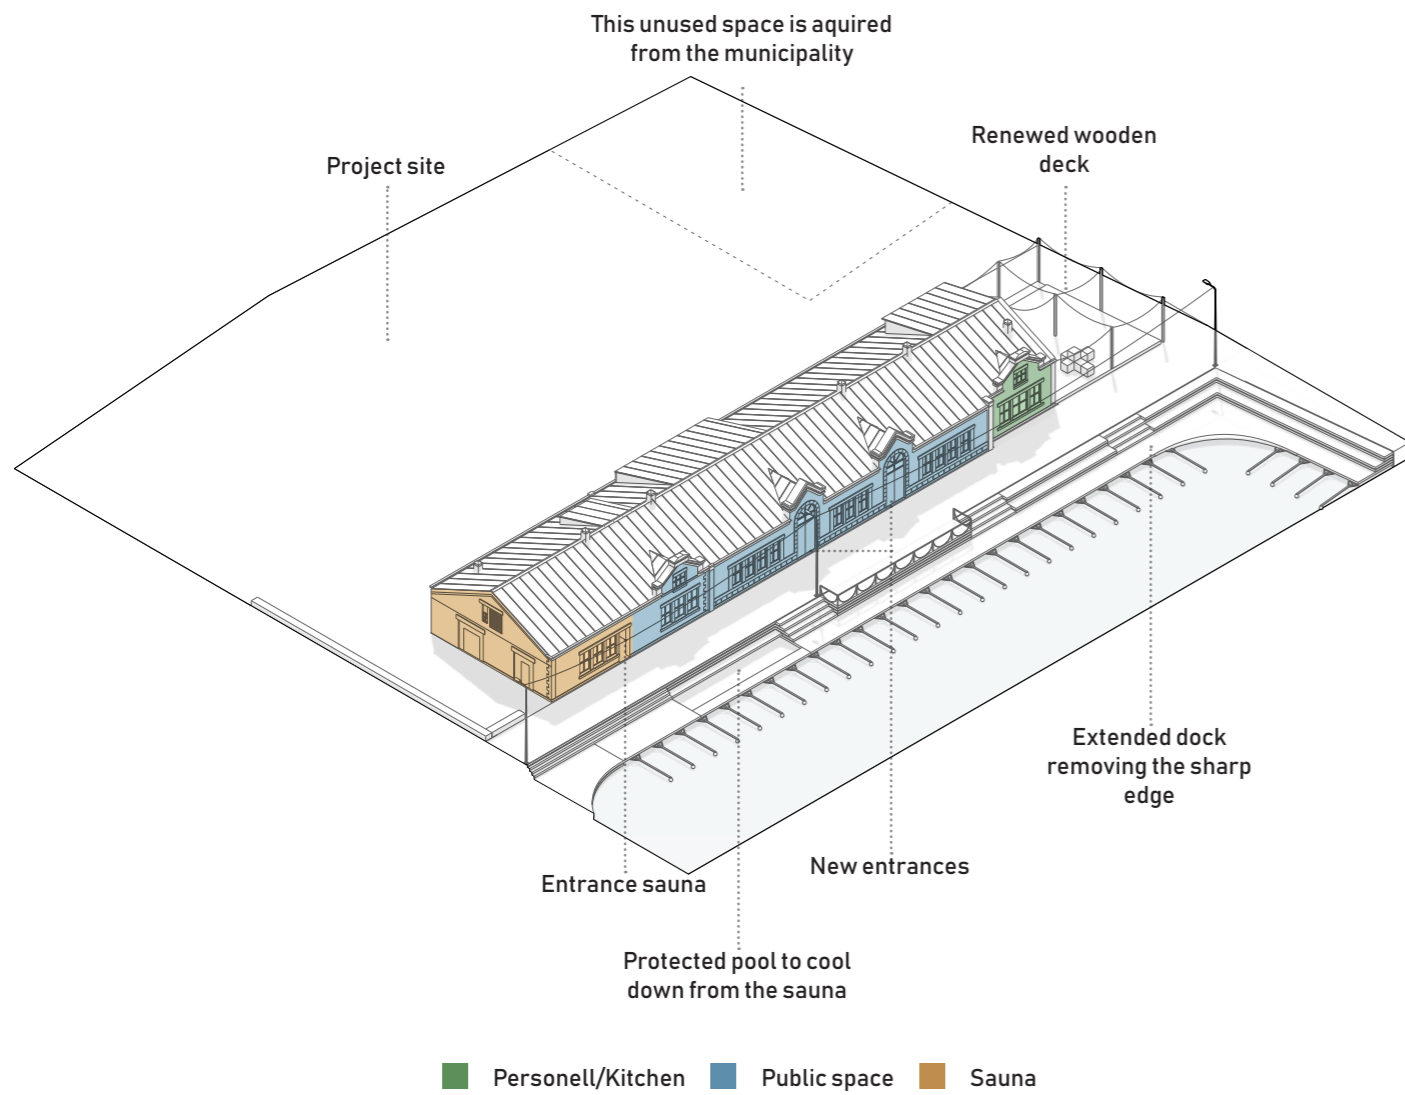 This unused space is aquired
from the municipality
Project site
Renewed wooden
deck
Extended dock
removing the sharp
edge
New entrances
Entrance sauna
Protected pool to cool
down from the sauna
Personell/Kitchen
Public space
Sauna